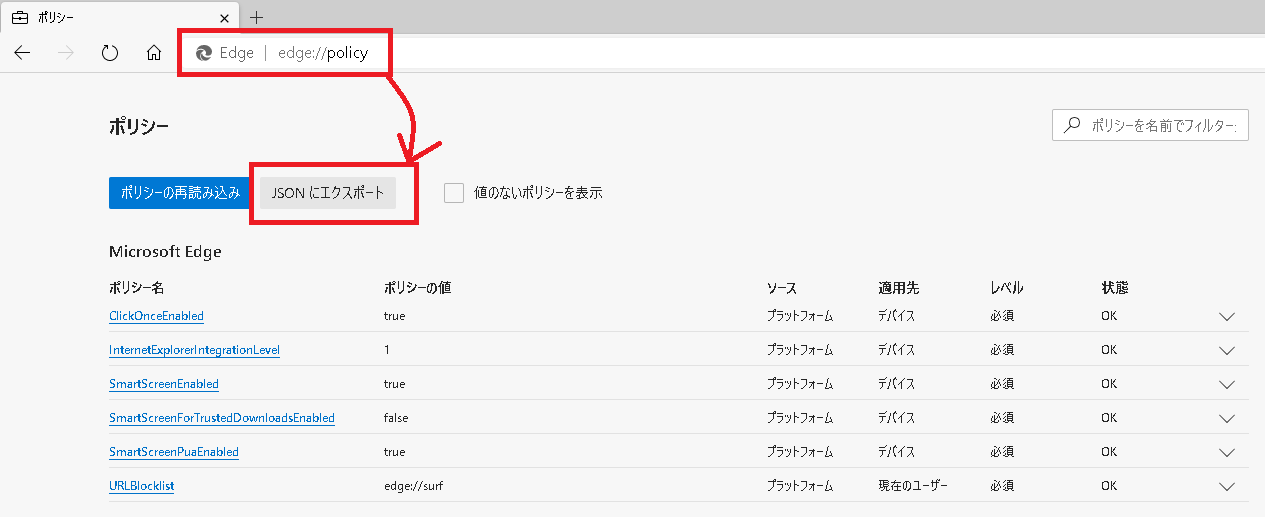 ポリシー
Edge | edge://policy
ポリシー
ポリシーを名前でフィルター:
ポリシーの再読み込み JSON にエクスポート 値のないポリシーを表示
Microsoft Edge
ポリシー名 ポリシーの値 ソース 適用先 レベル 状態
ClickOnceEnabled true プラットフォーム デバイス 必須 OK
InternetExplorerIntegrationLevel 1 プラットフォーム デバイス 必須 OK
SmartScreenEnabled true プラットフォーム デバイス 必須 OK
SmartScreenForTrustedDownloadsEnabled false プラットフォーム デバイス 必須 OK
SmartScreenPuaEnabled true プラットフォーム デバイス 必須 OK
URLBlocklist edge://surf プラットフォーム 現在のユーザー 必須 OK